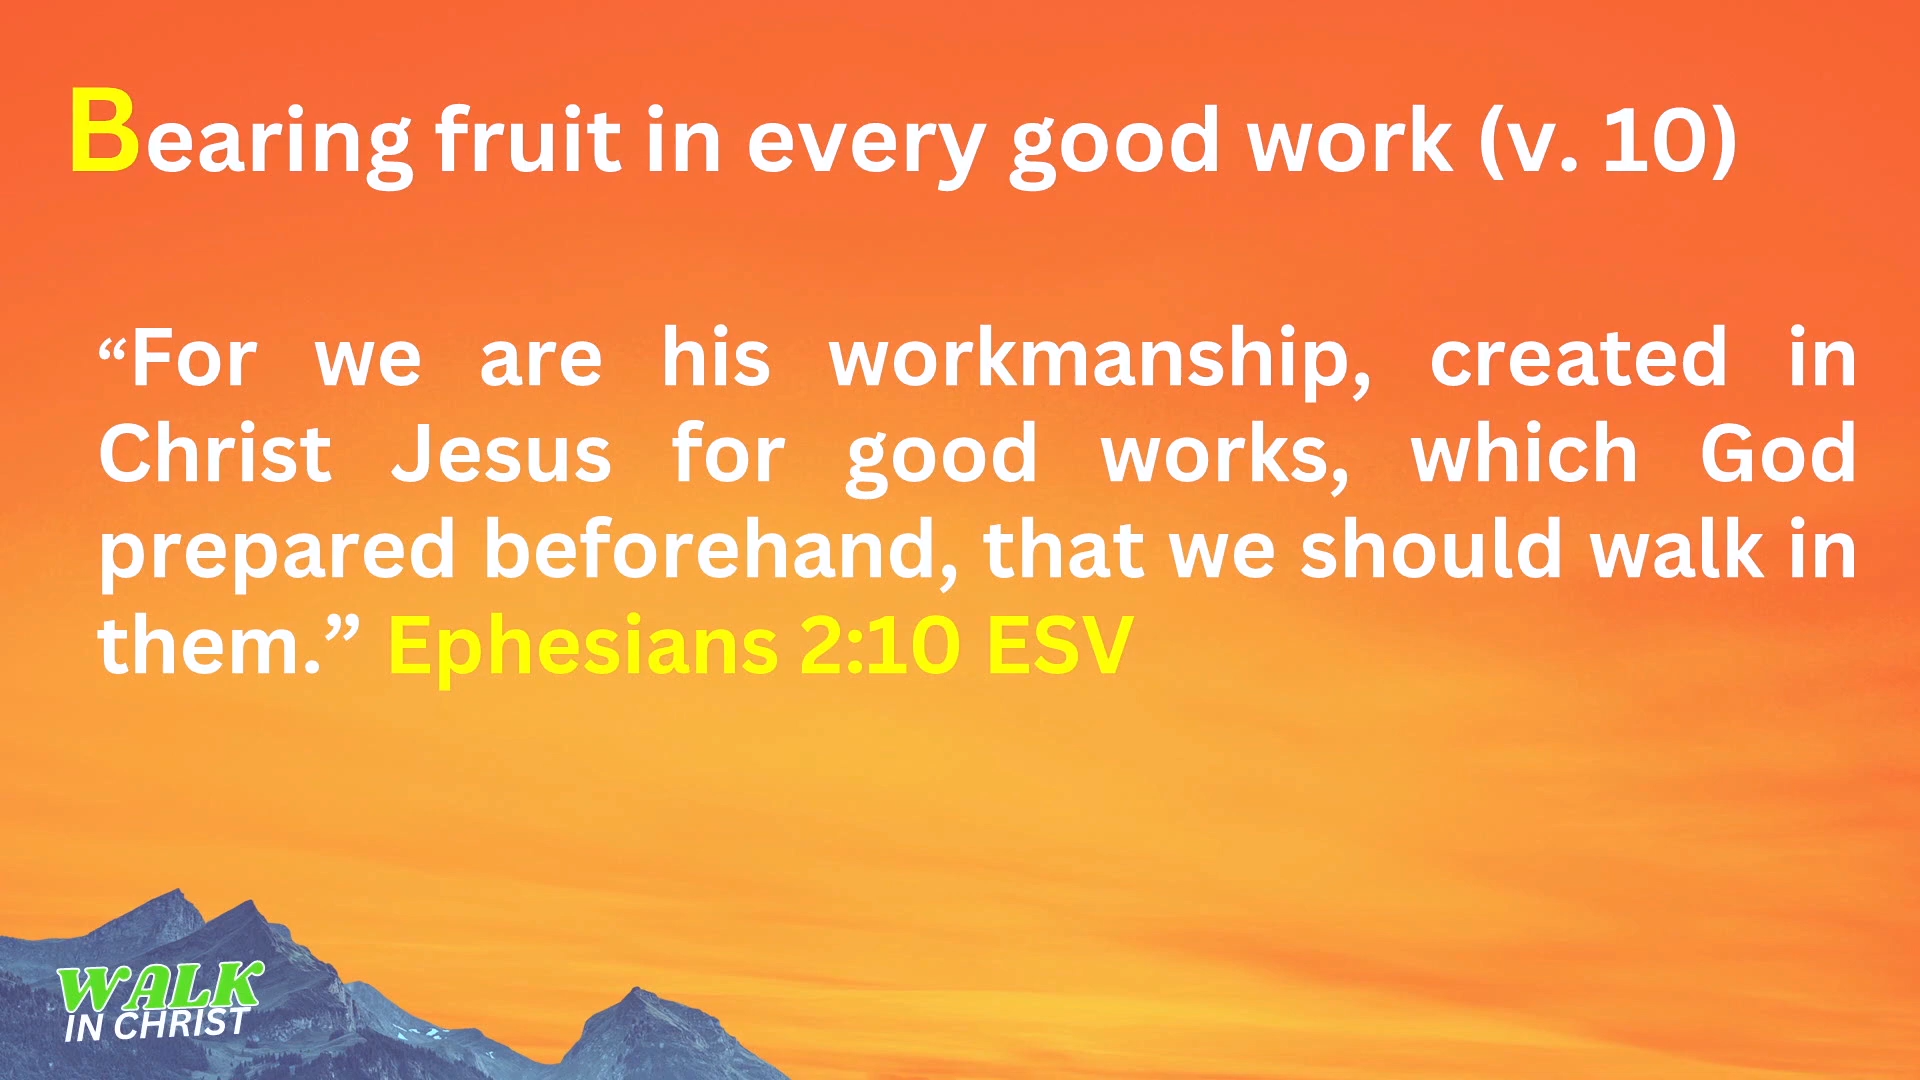 Bearing fruit in every good work (v. 10)
“For we are his workmanship, created in
Christ Jesus for good works, which God
prepared beforehand, that we should walk in
them.” Ephesians 2:10 ESV
WALK
IN CHRIST